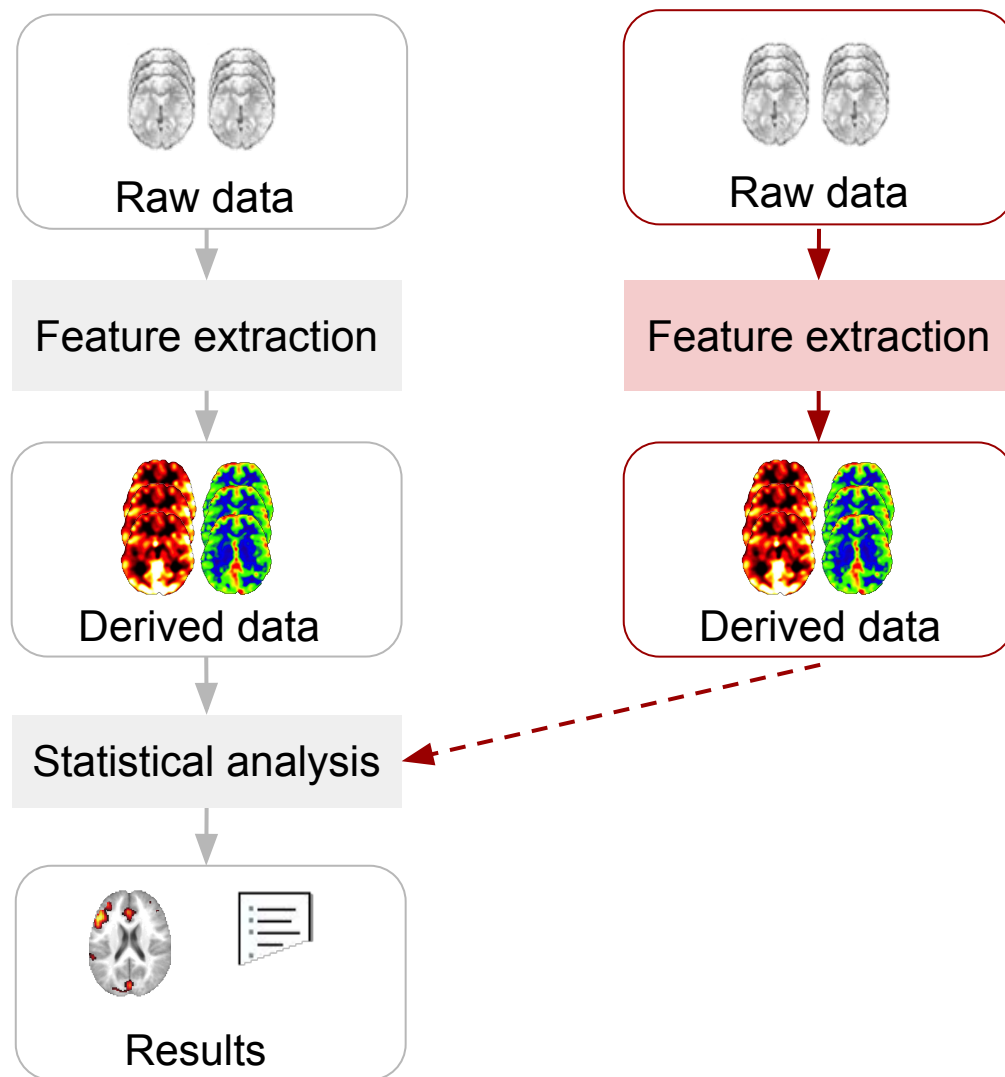 Raw data
Raw data
Feature extraction
Feature extraction
Derived data
Derived data
Statistical analysis
Results